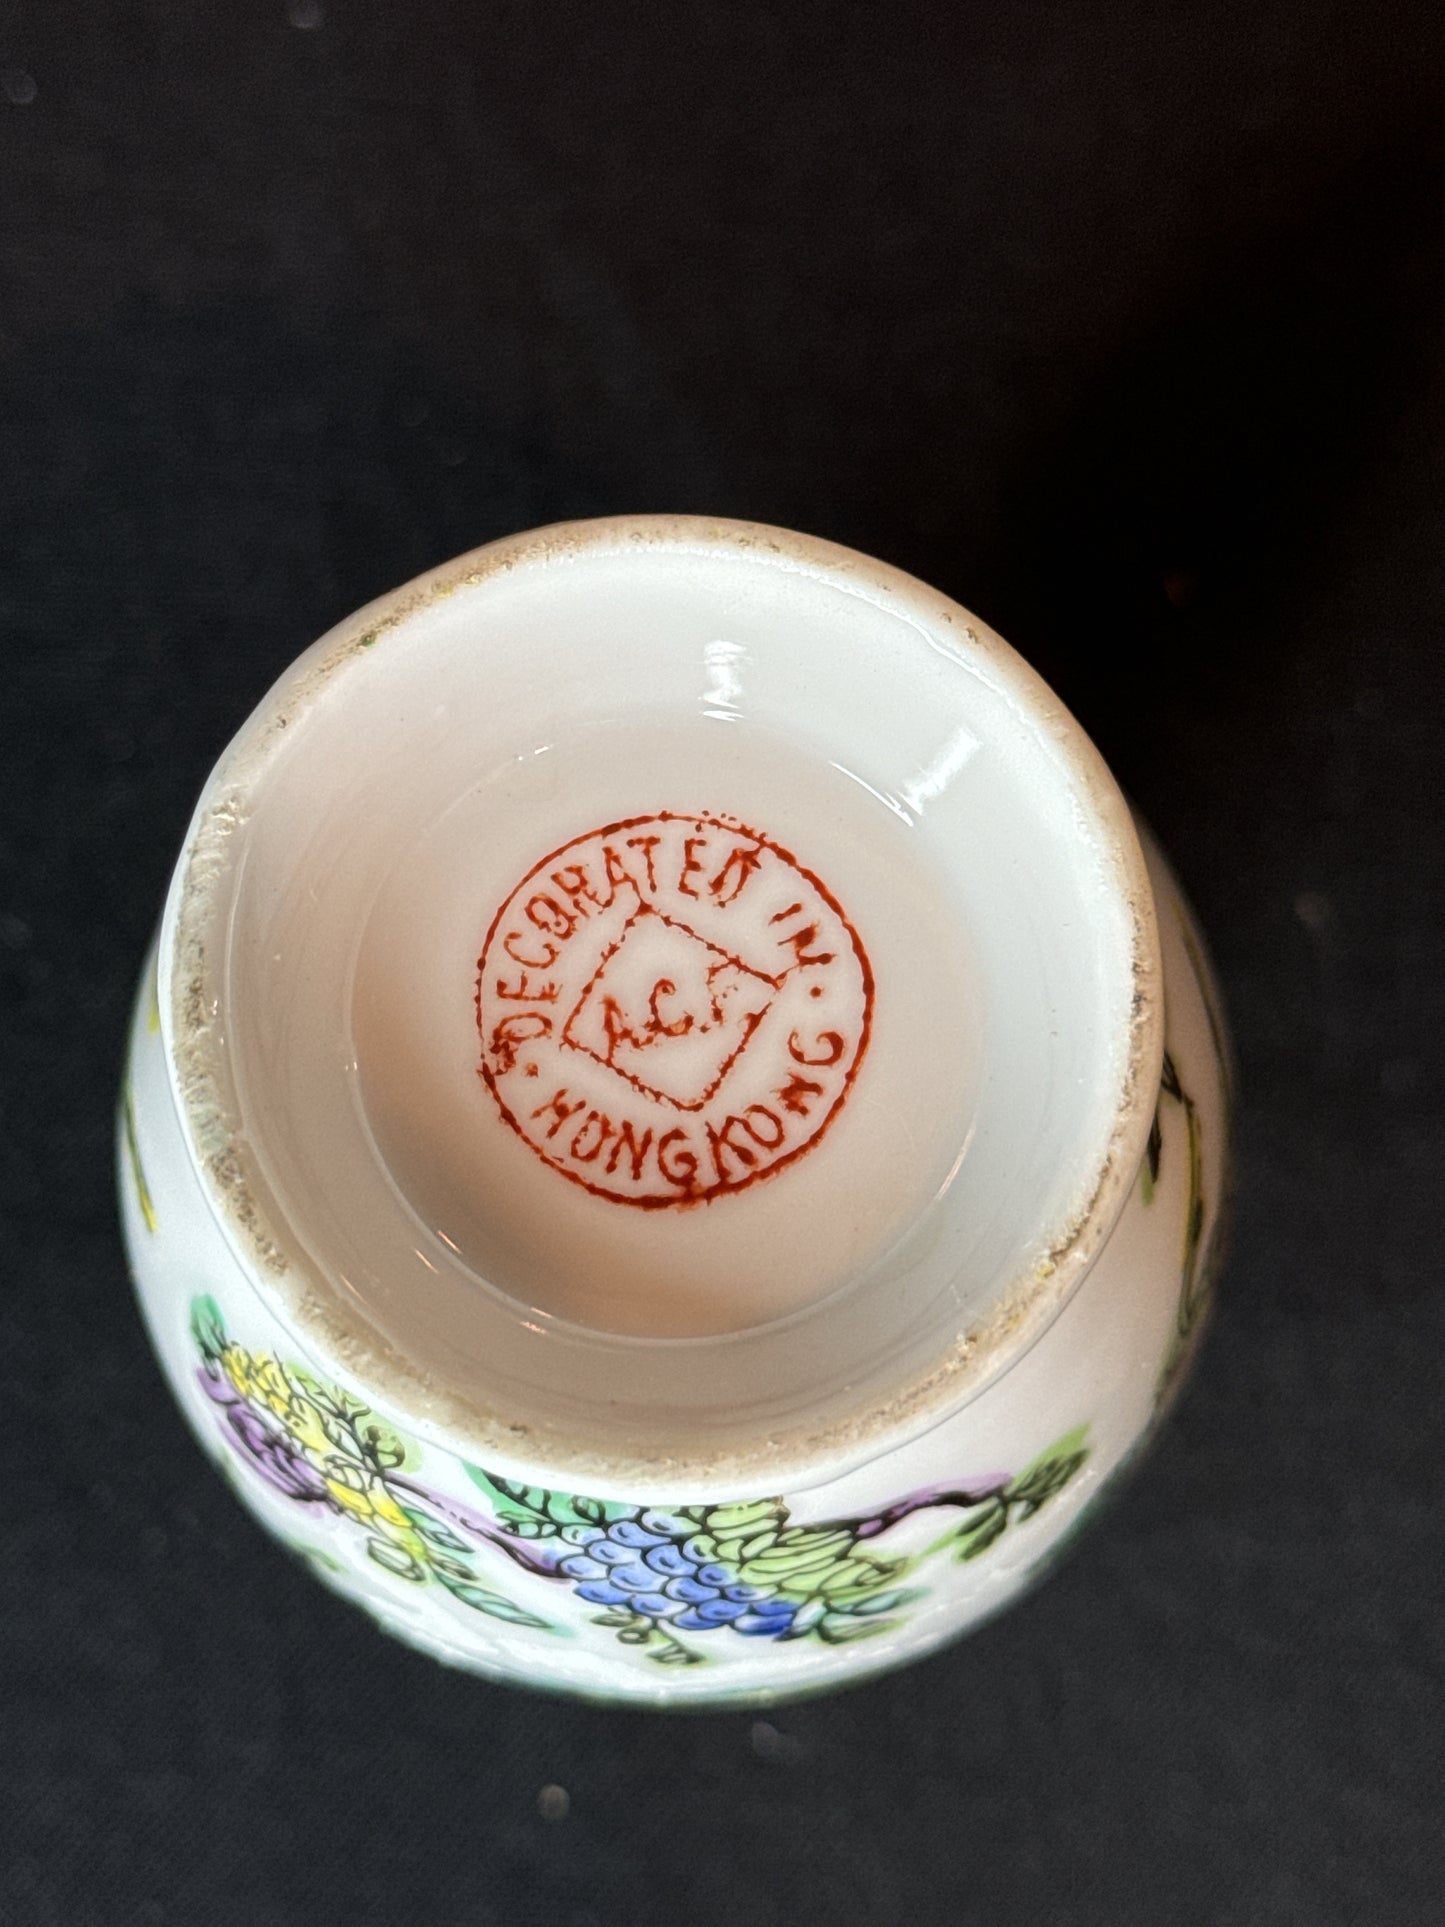 DECORATED IN
A.C.F.
HONG KONG